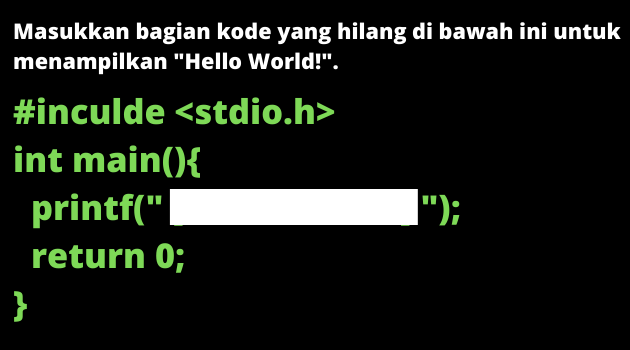 Masukkan bagian kode yang hilang di bawah ini untuk
menampilkan "Hello World!".
#inculde <stdio.h>
int main(){
printf(" ");
return 0;
}